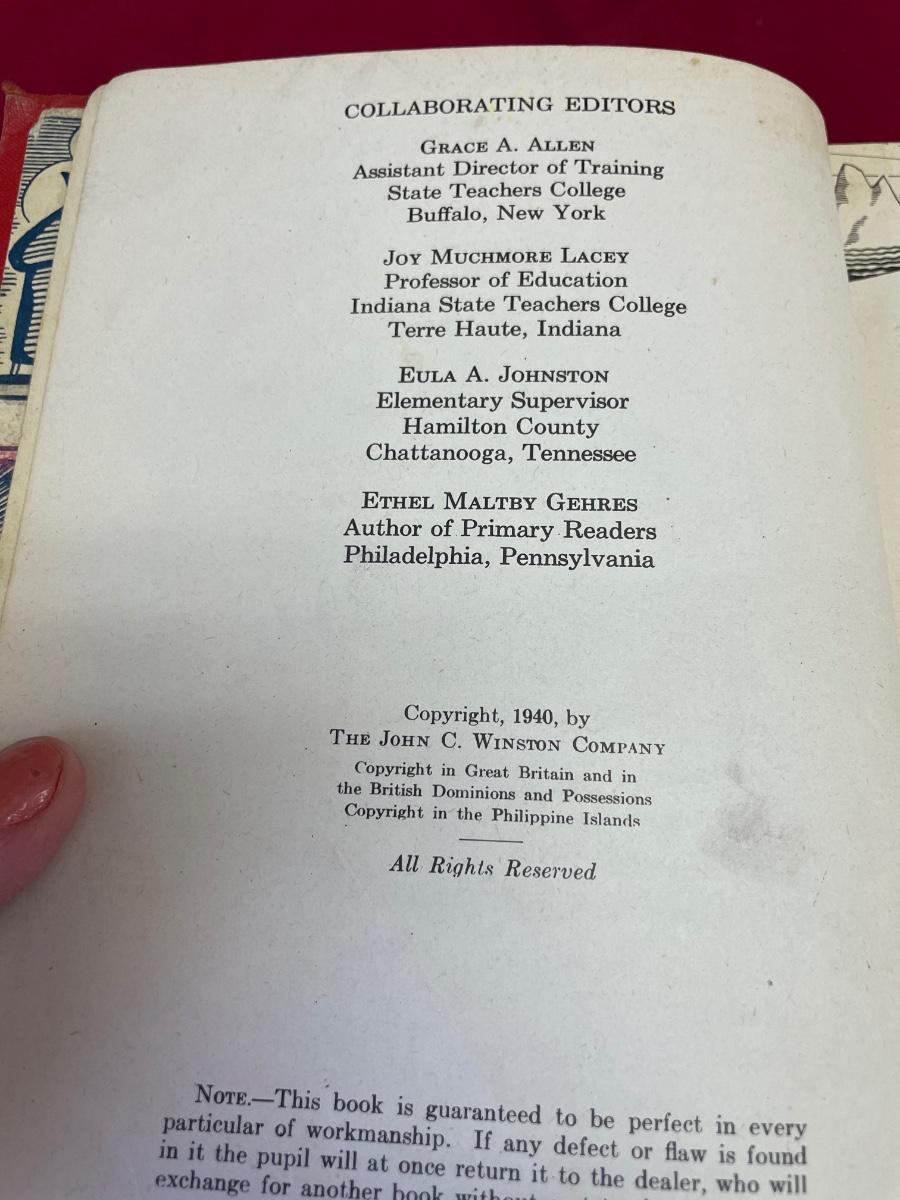 COLLABORATING EDITORS
GRACE A. ALLEN
Assistant Director of Training
State Teachers College
Buffalo, New York
JOY MUCHMORE LACEY
Professor of Education
Indiana State Teachers College
Terre Haute, Indiana
EULA A. JOHNSTON
Elementary Supervisor
Hamilton County
Chattanooga, Tennessee
ETHEL MALTBY GEHRES
Author of Primary Readers
Philadelphia, Pennsylvania
Copyright, 1940, by
THE JOHN C. WINSTON COMPANY
Copyright in Great Britain and in
the British Dominions and Possessions
Copyright in the Philippine Islands
All Rights Reserved
NOTE.—This book is guaranteed to be perfect in every
particular of workmanship. If any defect or flaw is found
in it the pupil will at once return it to the dealer, who will
exchange for another book